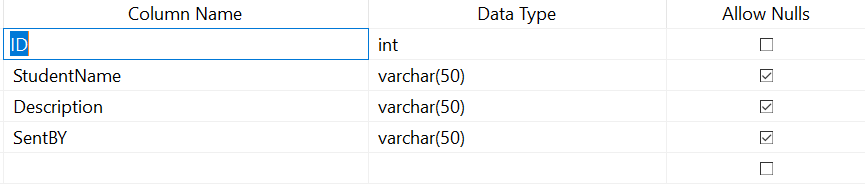 Column Name Data Type Allow Nulls
ID int
StudentName varchar(50)
Description varchar(50)
SentBY varchar(50)